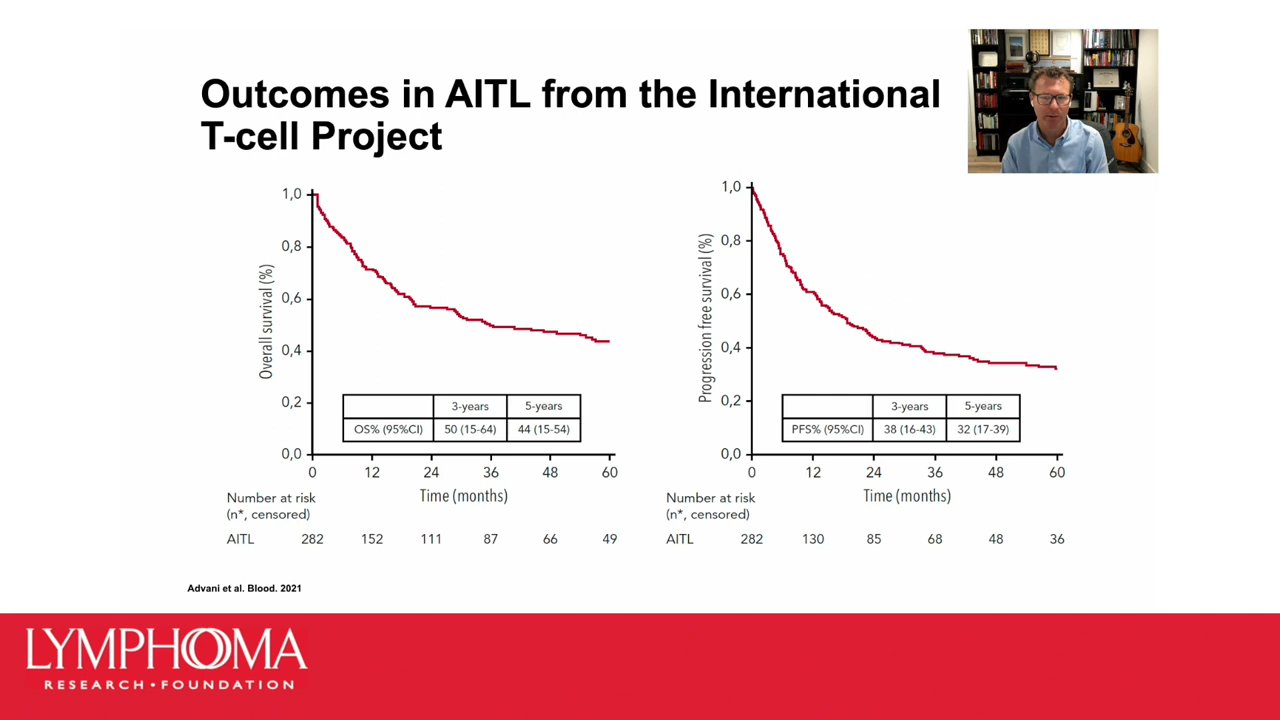 Outcomes in AITL from the International
T-cell Project
1,0
0,8
0,6
0,4
0,2
0,0
Overall survival (%)
3-years 5-years
OS% (95%CI) 50 (15-64) 44 (15-54)
0 12 24 36 48 60
Time (months)
Number at risk
(n*, censored)
AITL 282 152 111 87 66 49
1,0
0,8
0,6
0,4
0,2
0,0
Progression free survival (%)
3-years 5-years
PFS% (95%CI) 38 (16-43) 32 (17-39)
0 12 24 36 48 60
Time (months)
Number at risk
(n*, censored)
AITL 282 130 85 68 48 36
Advani et al. Blood. 2021
LYMPHOMA
RESEARCH • FOUNDATION